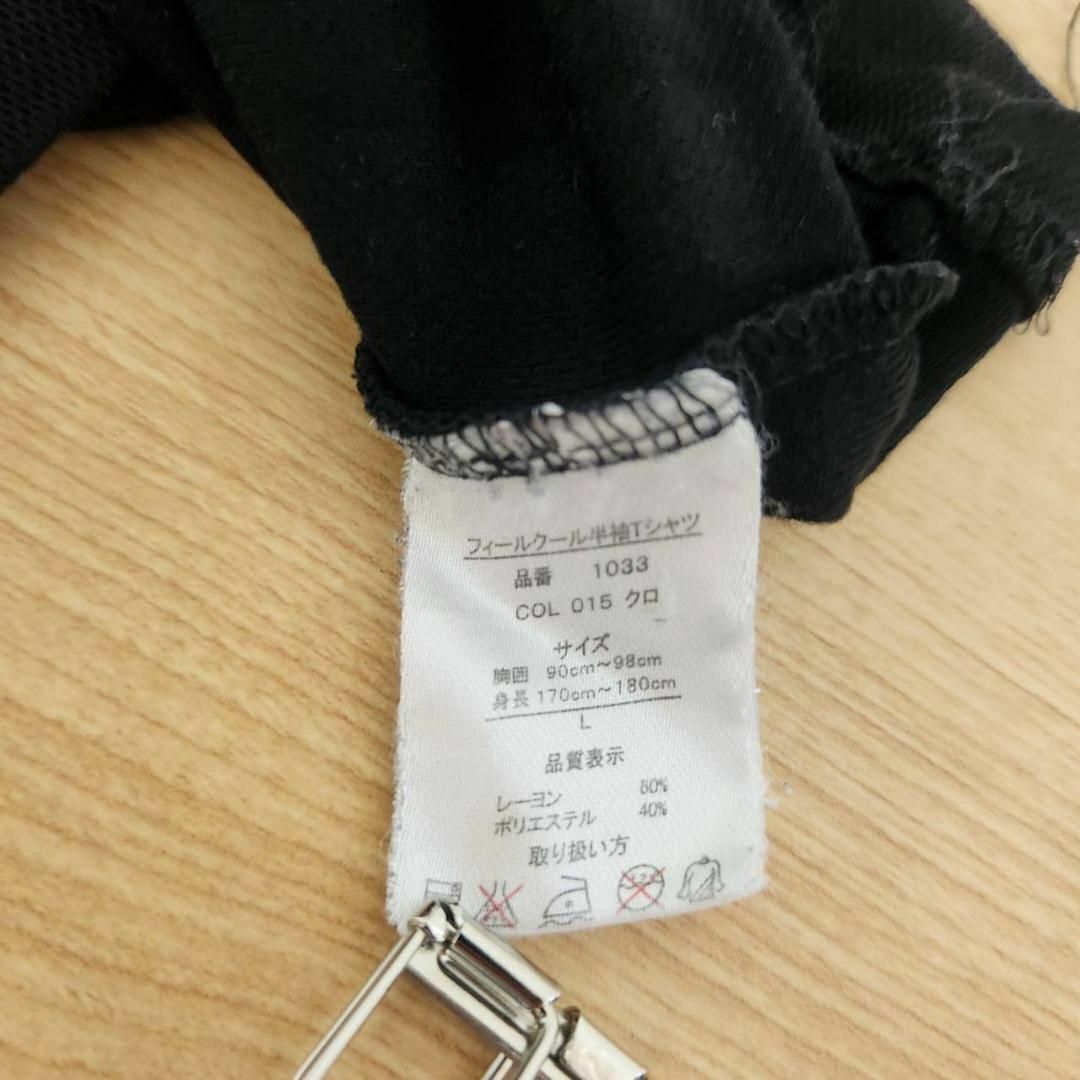 フィールクール半袖Tシャツ
品番 1033
COL 015 クロ
サイズ
胸囲 90cm～98cm
身長 170cm～180cm
L
品質表示
レーヨン 60%
ポリエステル 40%
取り扱い方